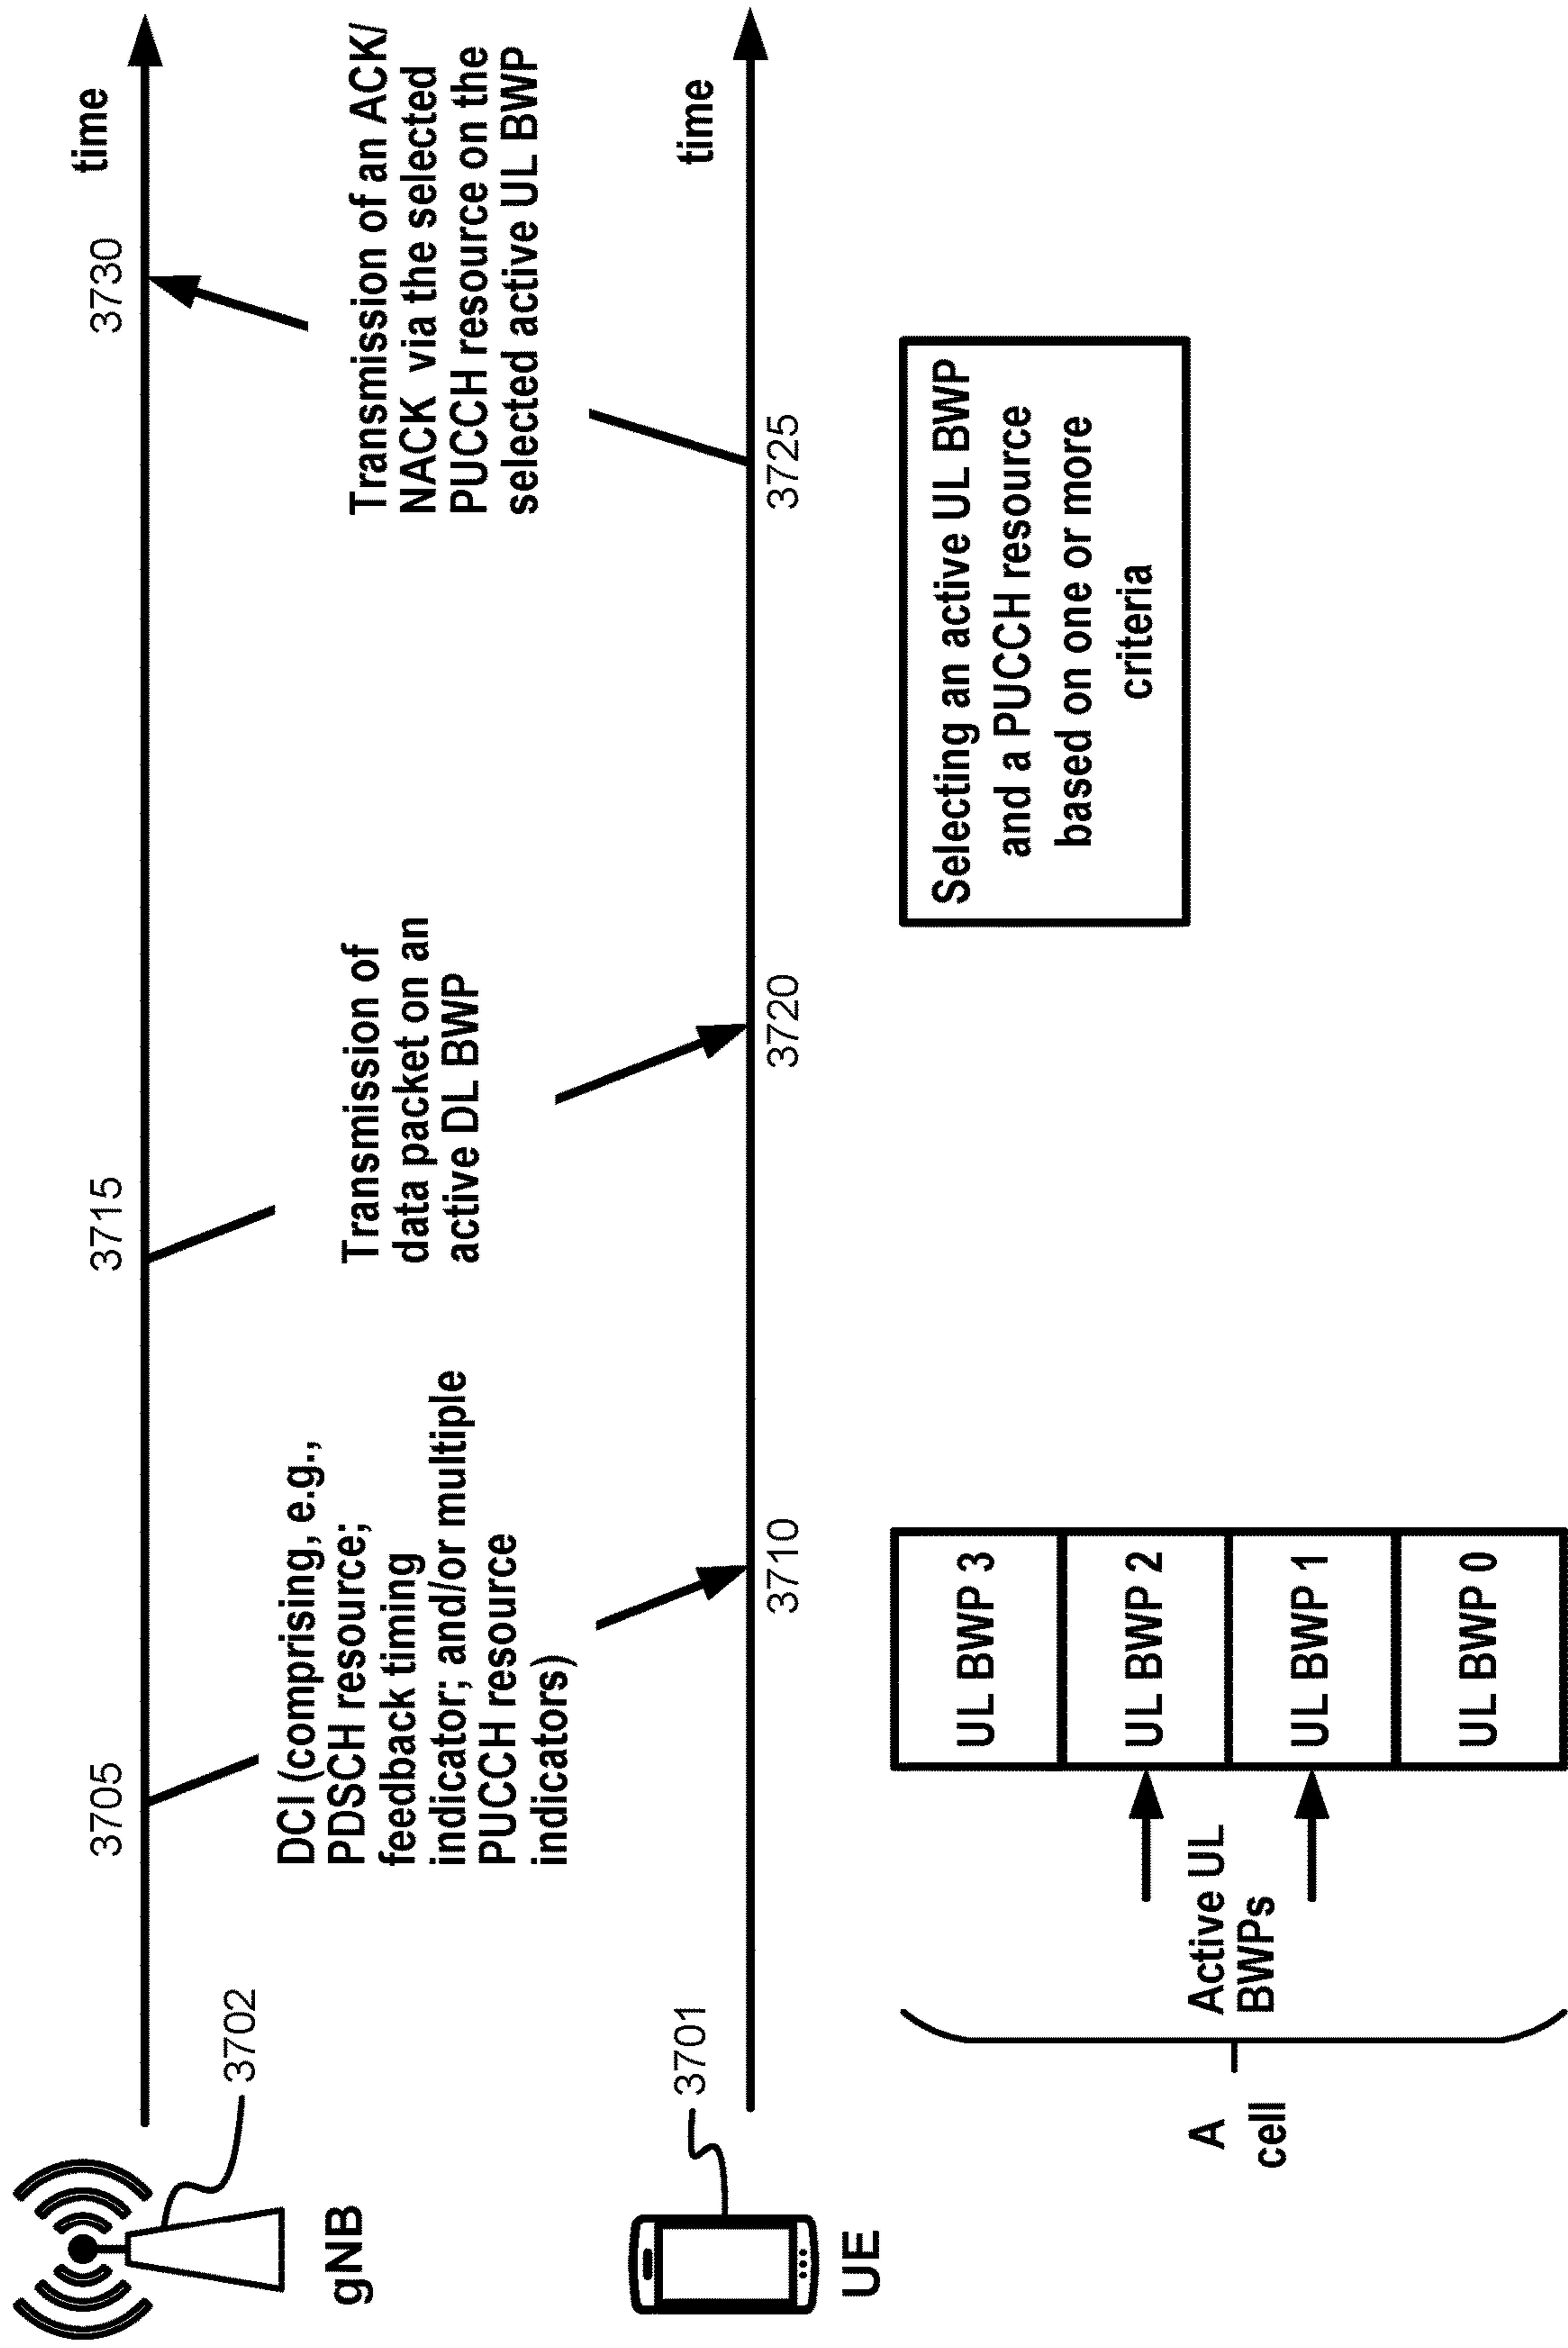 gNB
3702
3705
3715
3730
time
DCI (comprising, e.g.,
PDSCH resource;
feedback timing
indicator; and/or multiple
PUCCH resource
indicators)
Transmission of
data packet on an
active DL BWP
Transmission of an ACK/
NACK via the selected
PUCCH resource on the
selected active UL BWP
UE
3701
3710
3720
3725
time
A
cell
Active UL
BWPs
UL BWP 3
UL BWP 2
UL BWP 1
UL BWP 0
Selecting an active UL BWP
and a PUCCH resource
based on one or more
criteria